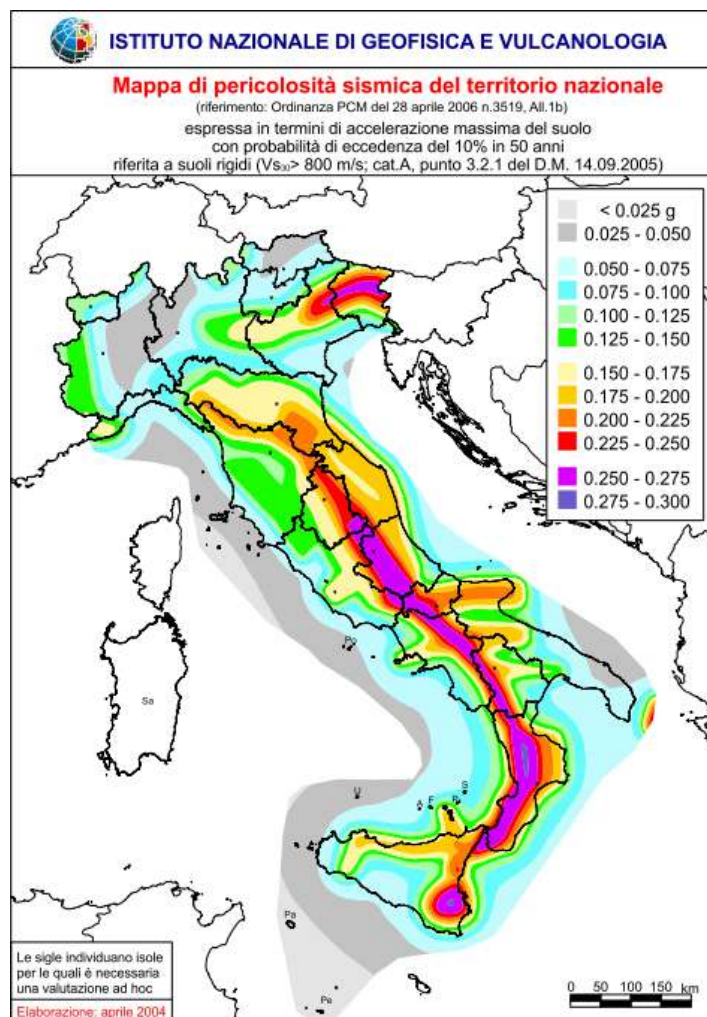 ISTITUTO NAZIONALE DI GEOFISICA E VULCANOLOGIA
Mappa di pericolosità sismica del territorio nazionale
(riferimento: Ordinanza PCM del 28 aprile 2006 n.3519, All.1b)
espressa in termini di accelerazione massima del suolo
con probabilità di eccedenza del 10% in 50 anni
riferita a suoli rigidi (Vs₃₀> 800 m/s; cat.A, punto 3.2.1 del D.M. 14.09.2005)
< 0.025 g
0.025 - 0.050
0.050 - 0.075
0.075 - 0.100
0.100 - 0.125
0.125 - 0.150
0.150 - 0.175
0.175 - 0.200
0.200 - 0.225
0.225 - 0.250
0.250 - 0.275
0.275 - 0.300
Po
Sa
U
A
F
P
S
Pa
Pe
Le sigle individuano isole
per le quali è necessaria
una valutazione ad hoc
Elaborazione: aprile 2004
0 50 100 150 km